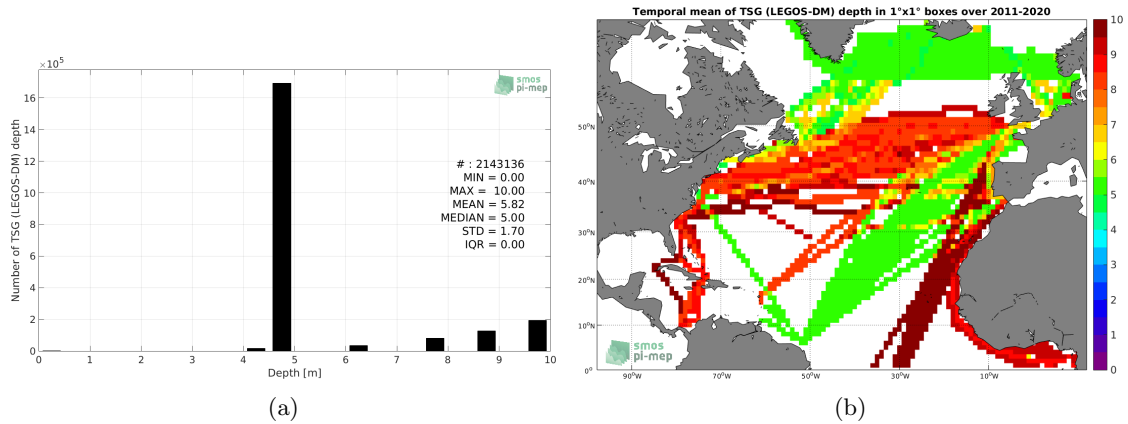 ×10⁵
16
14
12
10
8
6
4
2
0
Number of TSG (LEGOS-DM) depth
smos
pi-mep
# : 2143136
MIN = 0.00
MAX = 10.00
MEAN = 5.82
MEDIAN = 5.00
STD = 1.70
IQR = 0.00
0 1 2 3 4 5 6 7 8 9 10
Depth [m]
(a)
Temporal mean of TSG (LEGOS-DM) depth in 1°x1° boxes over 2011-2020
50°N
40°N
30°N
20°N
10°N
0°
90°W 70°W 50°W 30°W 10°W
smos
pi-mep
10
9
8
7
6
5
4
3
2
1
0
(b)